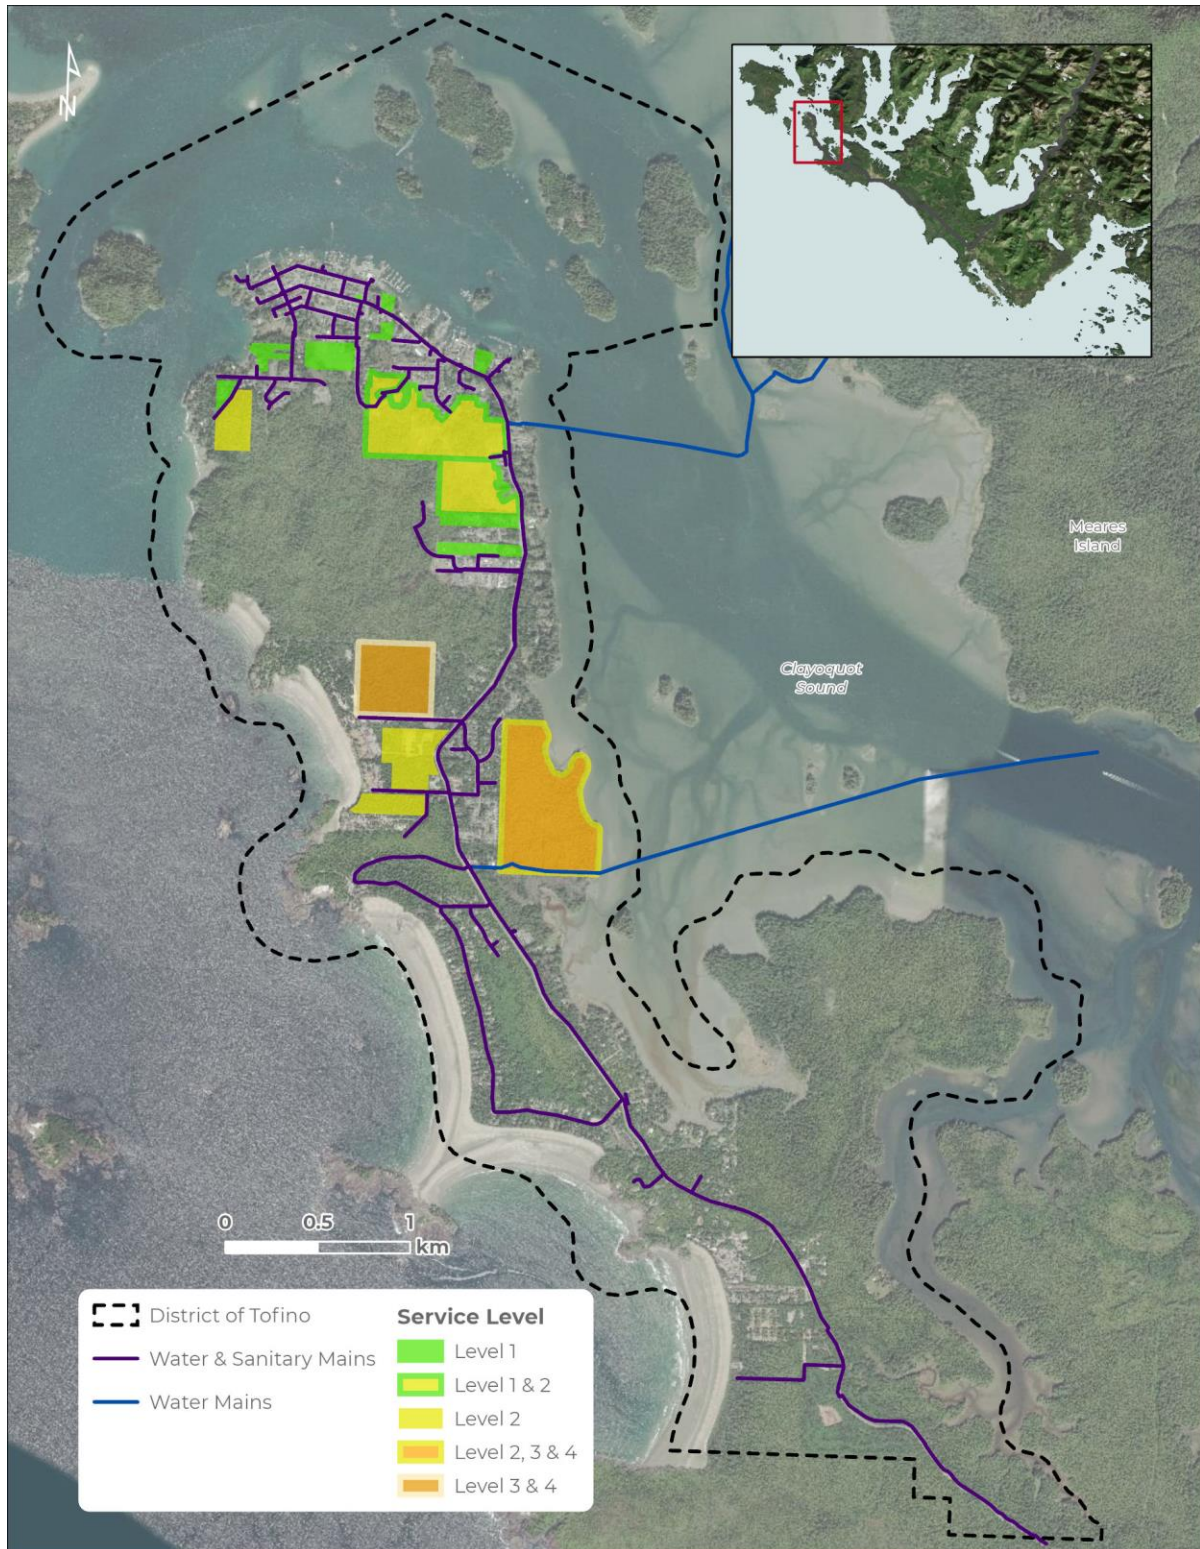 N
Meares
Island
Clayoquot
Sound
0 0.5 1
km
District of Tofino
Water & Sanitary Mains
Water Mains
Service Level
Level 1
Level 1 & 2
Level 2
Level 2, 3 & 4
Level 3 & 4